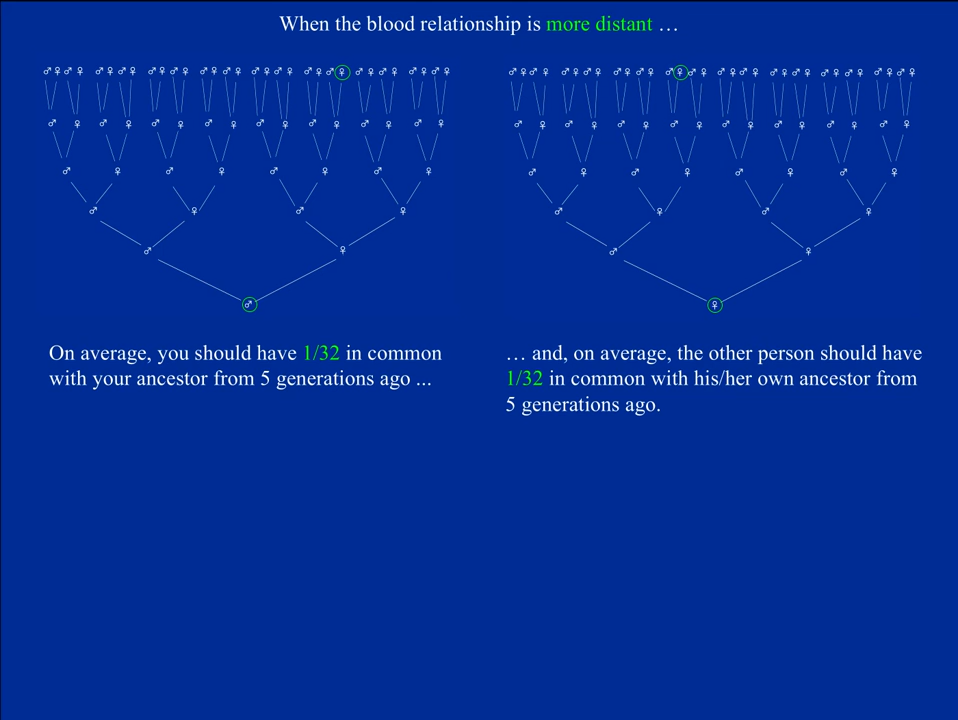 When the blood relationship is more distant …
On average, you should have 1/32 in common
with your ancestor from 5 generations ago ...
… and, on average, the other person should have
1/32 in common with his/her own ancestor from
5 generations ago.